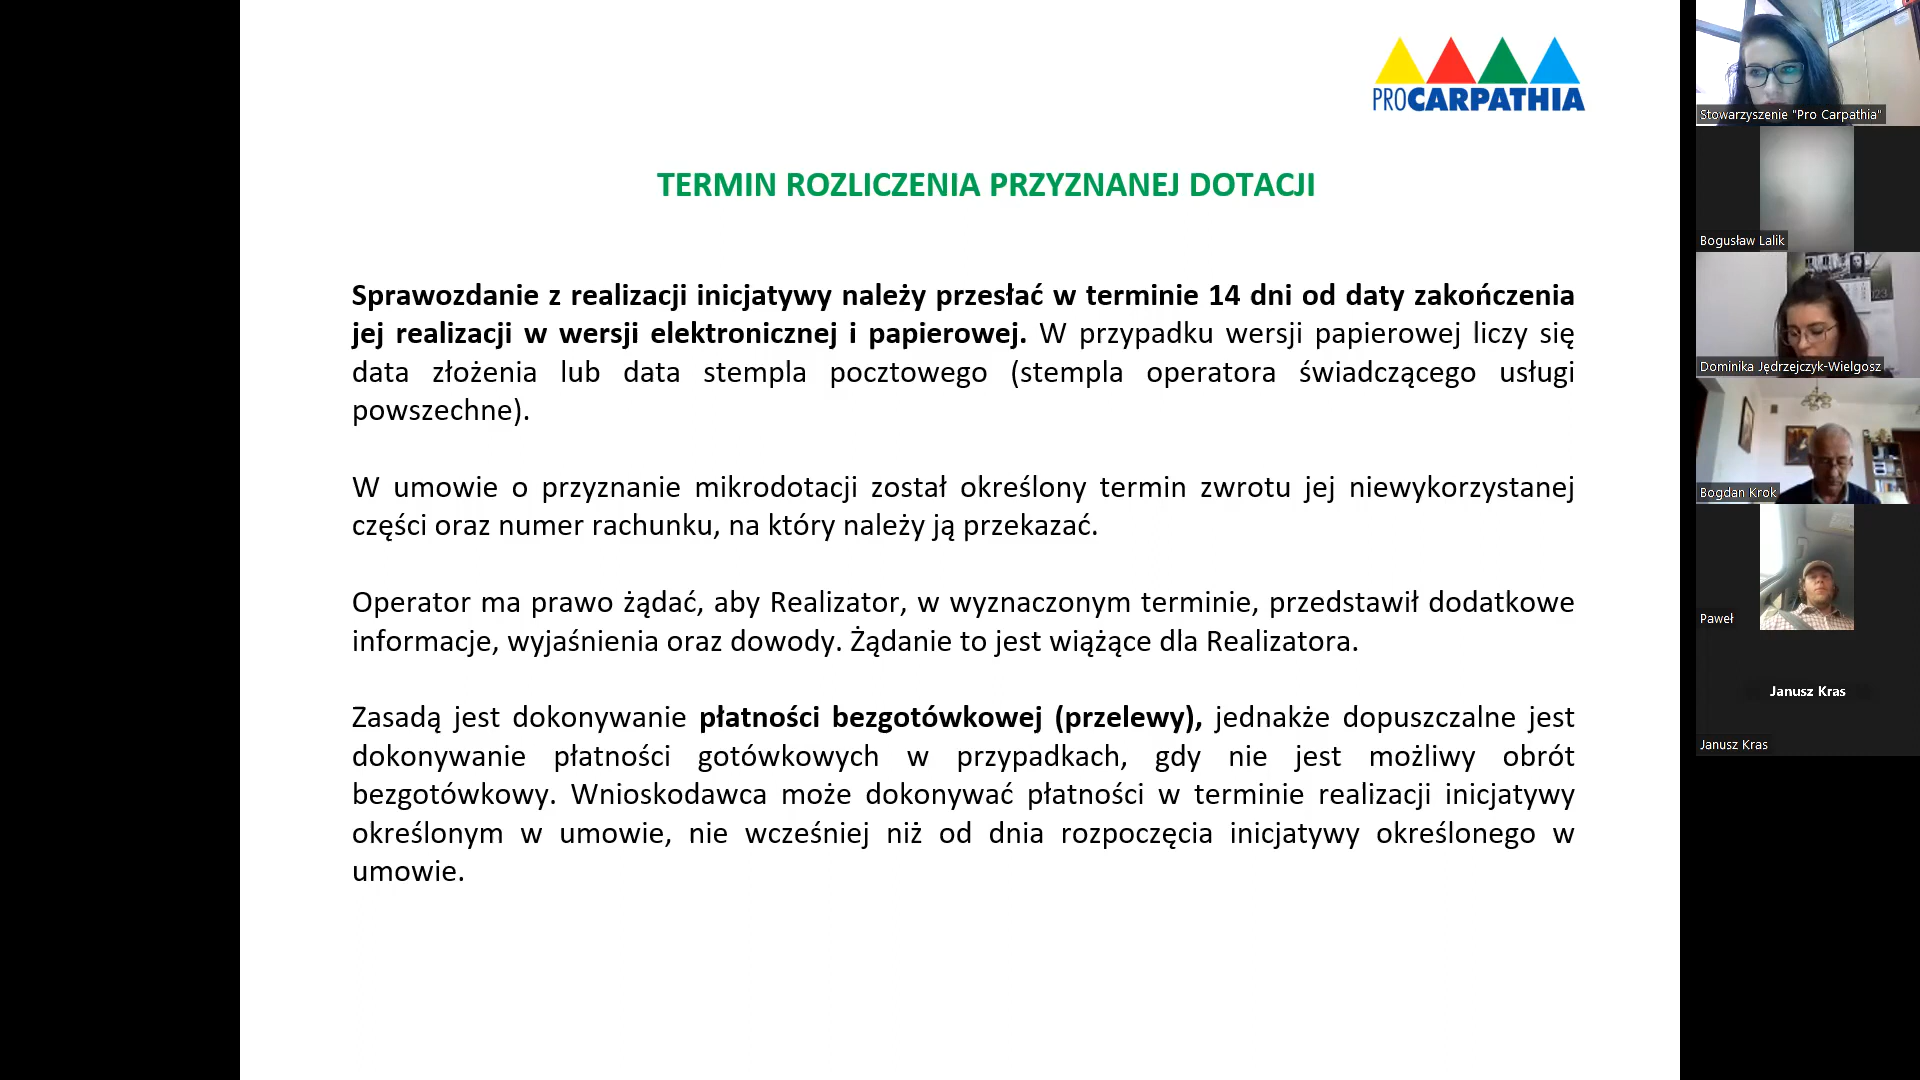 PROCARPATHIA
TERMIN ROZLICZENIA PRZYZNANEJ DOTACJI
Sprawozdanie z realizacji inicjatywy należy przesłać w terminie 14 dni od daty zakończenia
jej realizacji w wersji elektronicznej i papierowej. W przypadku wersji papierowej liczy się
data złożenia lub data stempla pocztowego (stempla operatora świadczącego usługi
powszechne).
W umowie o przyznanie mikrodotacji został określony termin zwrotu jej niewykorzystanej
części oraz numer rachunku, na który należy ją przekazać.
Operator ma prawo żądać, aby Realizator, w wyznaczonym terminie, przedstawił dodatkowe
informacje, wyjaśnienia oraz dowody. Żądanie to jest wiążące dla Realizatora.
Zasadą jest dokonywanie płatności bezgotówkowej (przelewy), jednakże dopuszczalne jest
dokonywanie płatności gotówkowych w przypadkach, gdy nie jest możliwy obrót
bezgotówkowy. Wnioskodawca może dokonywać płatności w terminie realizacji inicjatywy
określonym w umowie, nie wcześniej niż od dnia rozpoczęcia inicjatywy określonego w
umowie.
Stowarzyszenie "Pro Carpathia"
Bogusław Lalik
Dominika Jędrzejczyk-Wielgosz
Bogdan Krok
Paweł
Janusz Kras
Janusz Kras